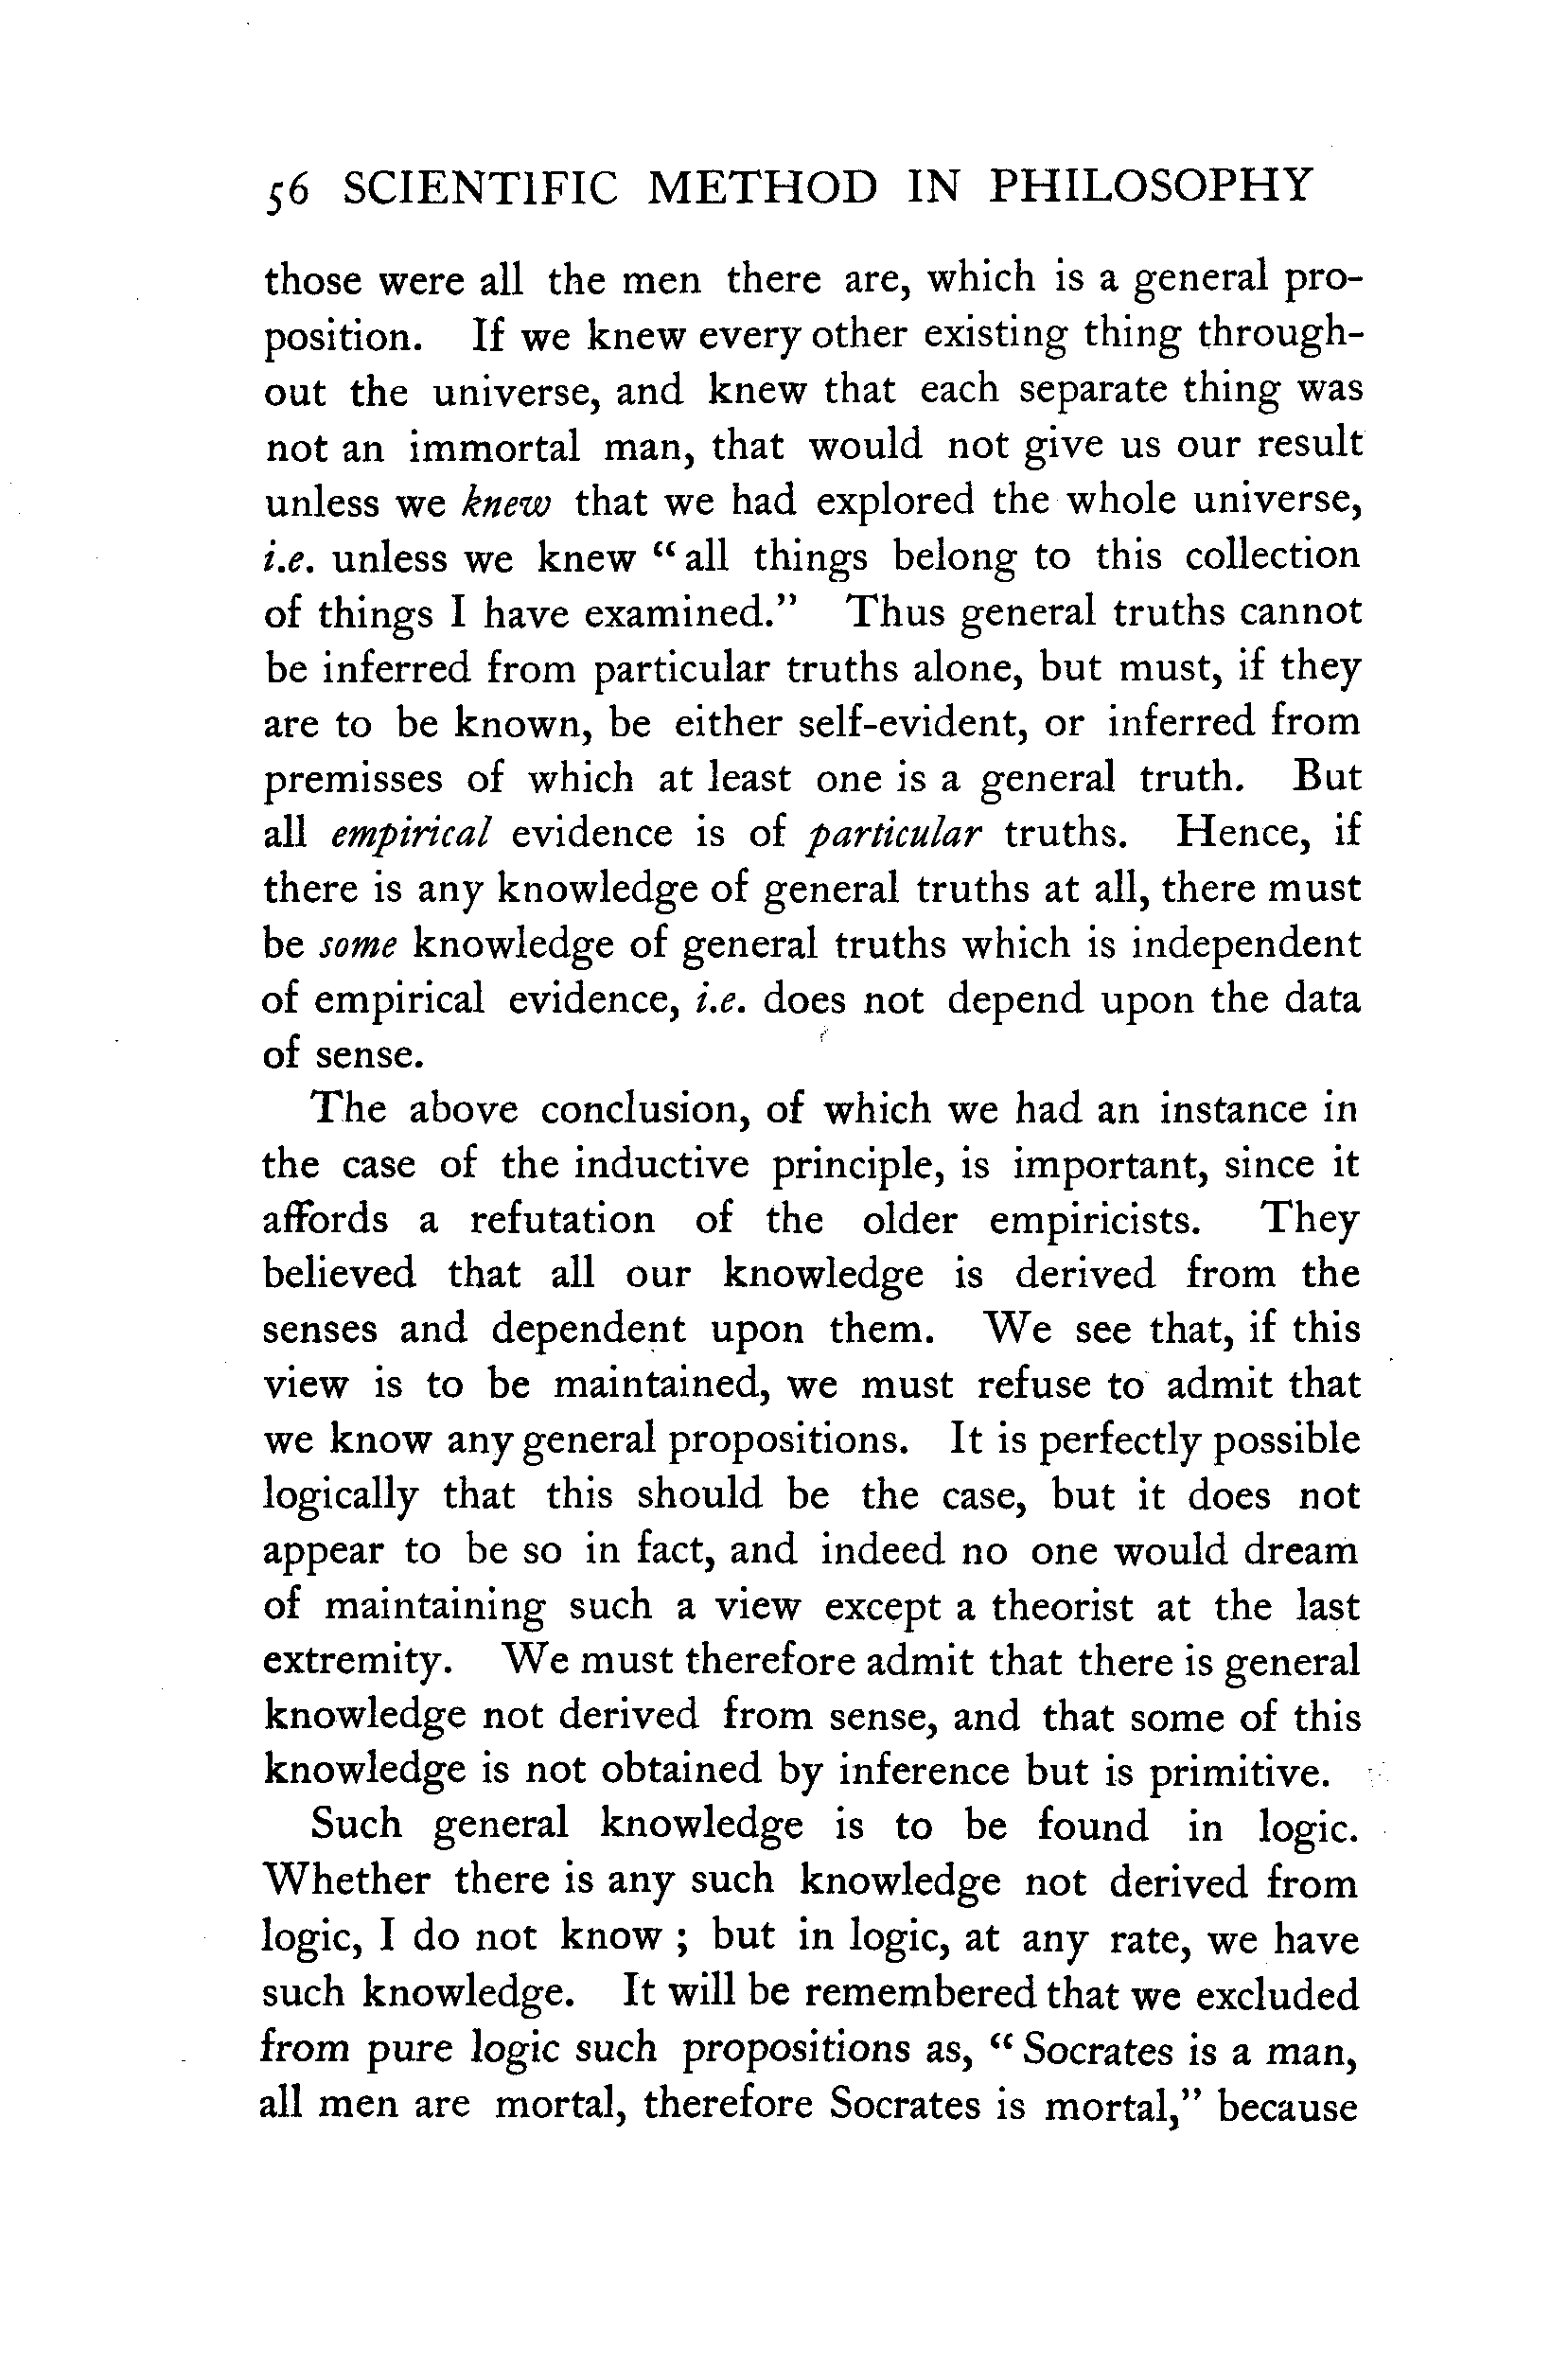 56 SCIENTIFIC METHOD IN PHILOSOPHY
those were all the men there are, which is a general pro-
position. If we knew every other existing thing through-
out the universe, and knew that each separate thing was
not an immortal man, that would not give us our result
unless we knew that we had explored the whole universe,
i.e. unless we knew “all things belong to this collection
of things I have examined.” Thus general truths cannot
be inferred from particular truths alone, but must, if they
are to be known, be either self-evident, or inferred from
premisses of which at least one is a general truth. But
all empirical evidence is of particular truths. Hence, if
there is any knowledge of general truths at all, there must
be some knowledge of general truths which is independent
of empirical evidence, i.e. does not depend upon the data
of sense.
The above conclusion, of which we had an instance in
the case of the inductive principle, is important, since it
affords a refutation of the older empiricists. They
believed that all our knowledge is derived from the
senses and dependent upon them. We see that, if this
view is to be maintained, we must refuse to admit that
we know any general propositions. It is perfectly possible
logically that this should be the case, but it does not
appear to be so in fact, and indeed no one would dream
of maintaining such a view except a theorist at the last
extremity. We must therefore admit that there is general
knowledge not derived from sense, and that some of this
knowledge is not obtained by inference but is primitive.
Such general knowledge is to be found in logic.
Whether there is any such knowledge not derived from
logic, I do not know ; but in logic, at any rate, we have
such knowledge. It will be remembered that we excluded
from pure logic such propositions as, “Socrates is a man,
all men are mortal, therefore Socrates is mortal,” because